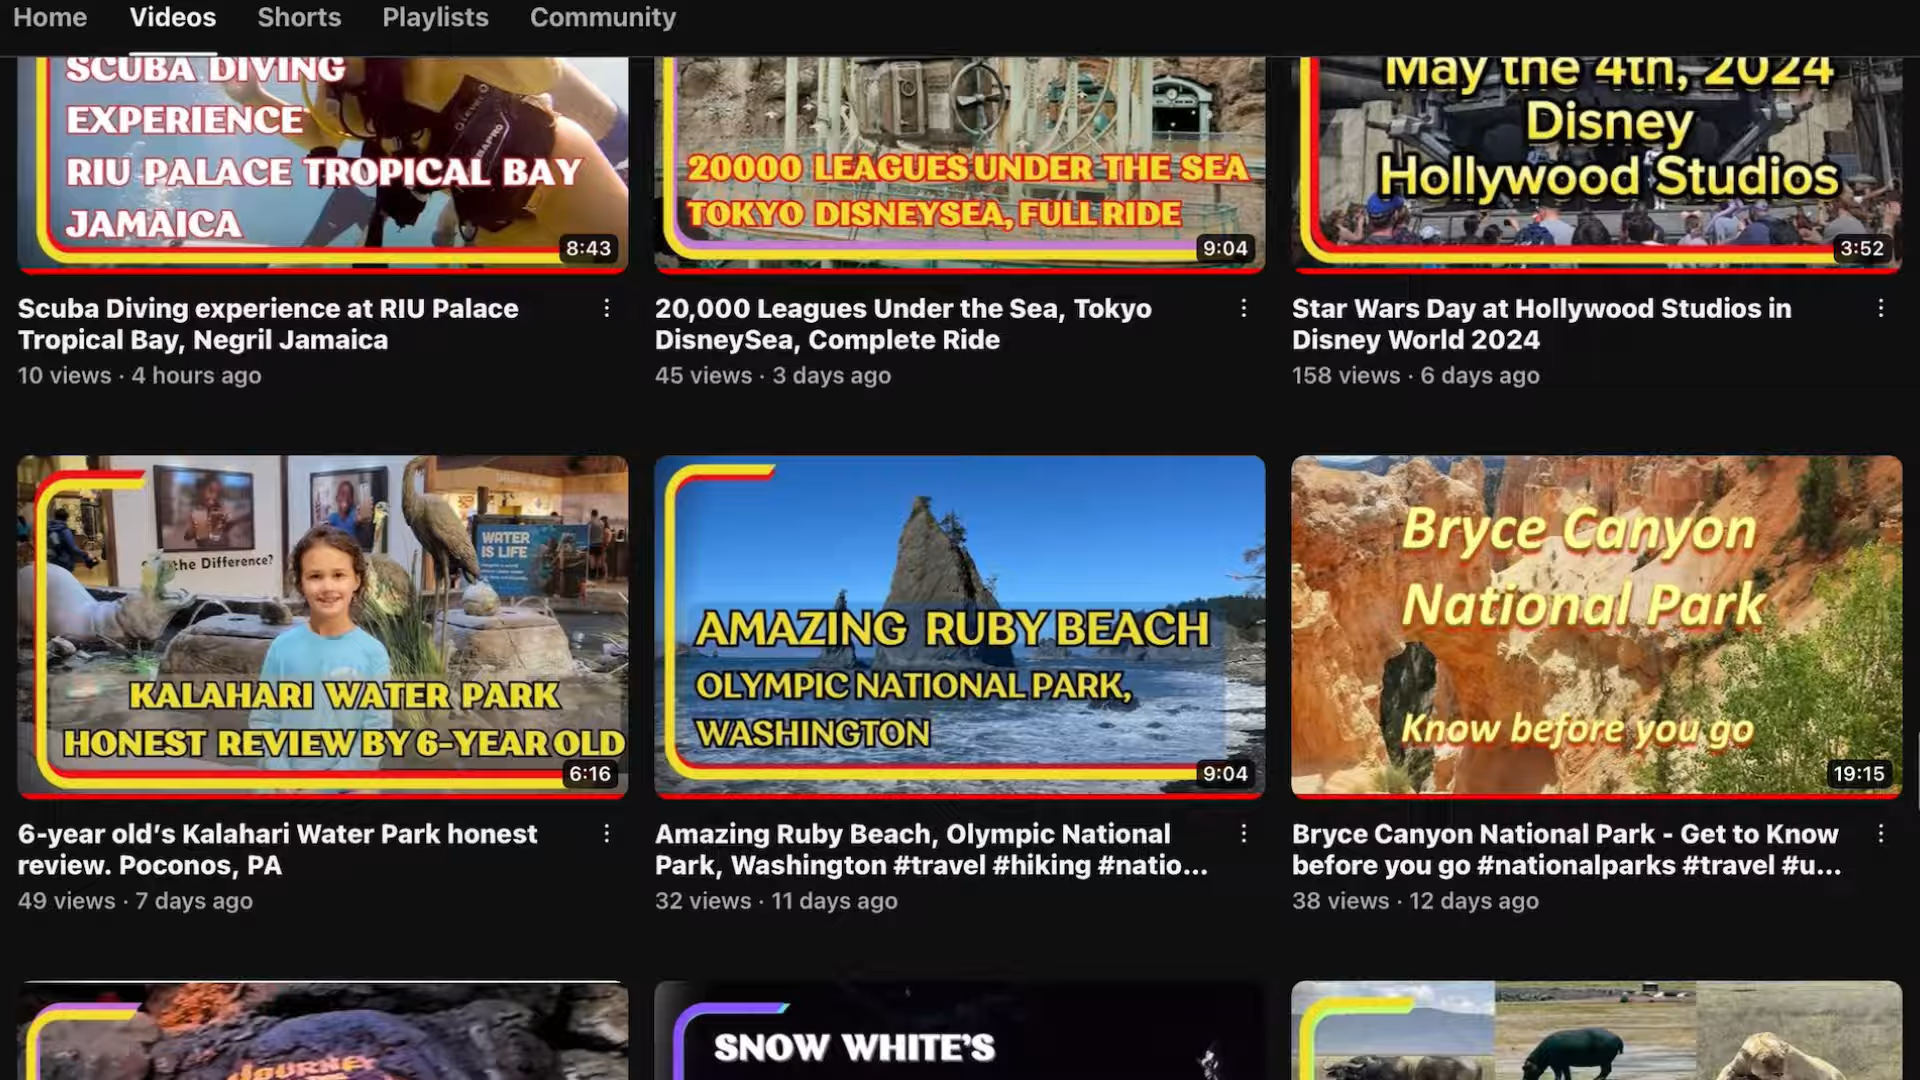 Home Videos Shorts Playlists Community
SCUBA DIVING
EXPERIENCE
RIU PALACE TROPICAL BAY
JAMAICA
8:43
20000 LEAGUES UNDER THE SEA
TOKYO DISNEYSEA, FULL RIDE
9:04
May the 4th, 2024
Disney
Hollywood Studios
3:52
Scuba Diving experience at RIU Palace
Tropical Bay, Negril Jamaica
10 views · 4 hours ago
20,000 Leagues Under the Sea, Tokyo
DisneySea, Complete Ride
45 views · 3 days ago
Star Wars Day at Hollywood Studios in
Disney World 2024
158 views · 6 days ago
the Difference?
WATER
IS LIFE
KALAHARI WATER PARK
HONEST REVIEW BY 6-YEAR OLD
6:16
AMAZING RUBY BEACH
OLYMPIC NATIONAL PARK,
WASHINGTON
9:04
Bryce Canyon
National Park
Know before you go
19:15
6-year old’s Kalahari Water Park honest
review. Poconos, PA
49 views · 7 days ago
Amazing Ruby Beach, Olympic National
Park, Washington #travel #hiking #natio...
32 views · 11 days ago
Bryce Canyon National Park - Get to Know
before you go #nationalparks #travel #u...
38 views · 12 days ago
JOURNEY
SNOW WHITE’S